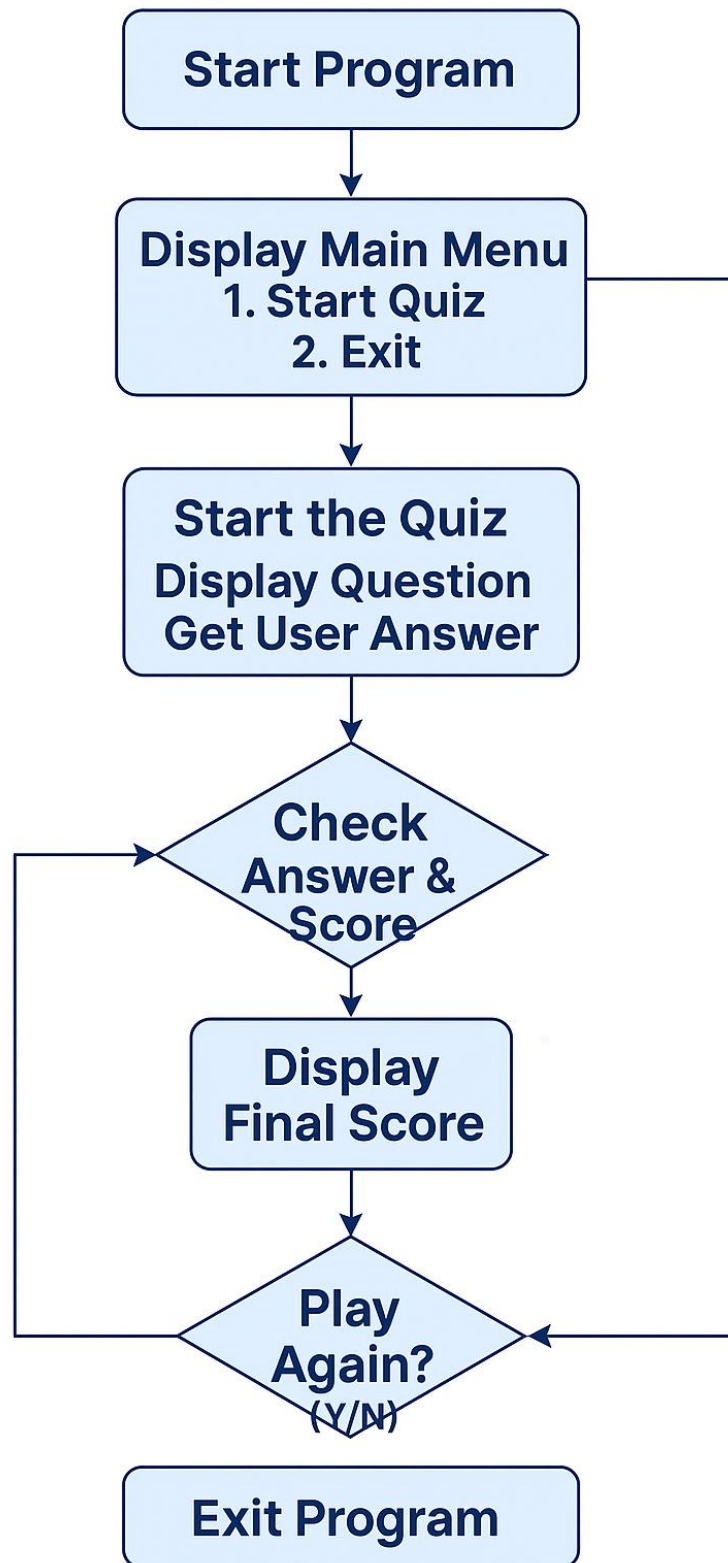 Start Program
Display Main Menu
1. Start Quiz
2. Exit
Start the Quiz
Display Question
Get User Answer
Check
Answer &
Score
Display
Final Score
Play
Again?
(Y/N)
Exit Program